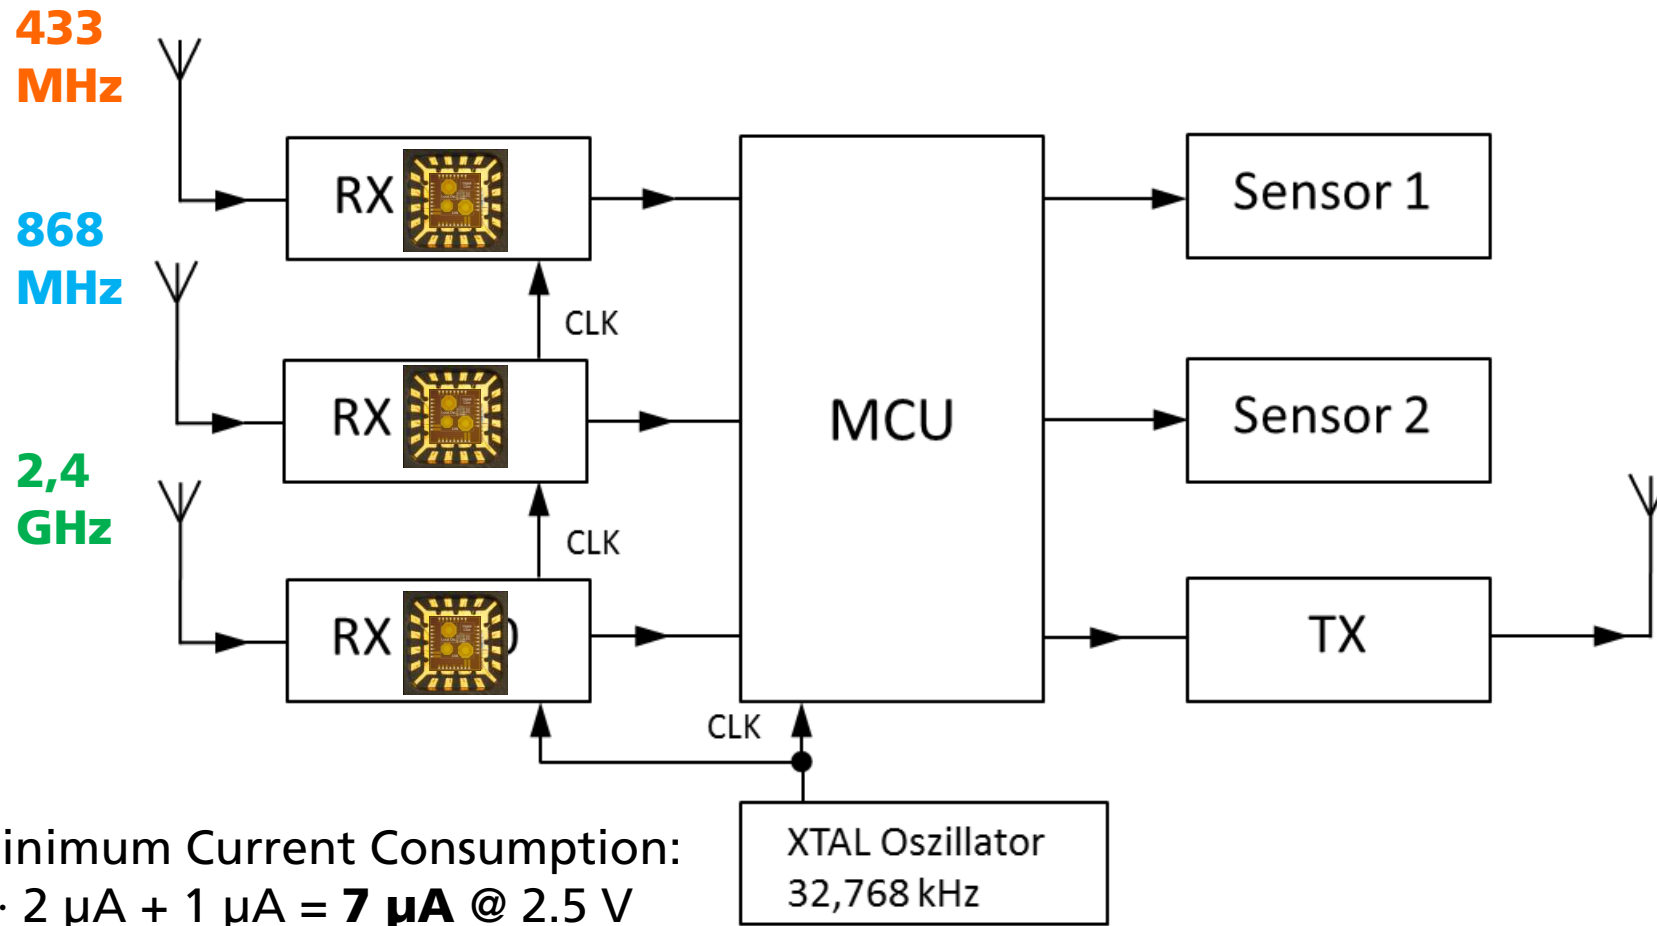 433
MHz
RX
Sensor 1
868
MHz
CLK
RX
MCU
Sensor 2
2,4
GHz
CLK
RX
TX
CLK
XTAL Oszillator
32,768 kHz
inimum Current Consumption:
· 2 µA + 1 µA = 7 µA @ 2.5 V